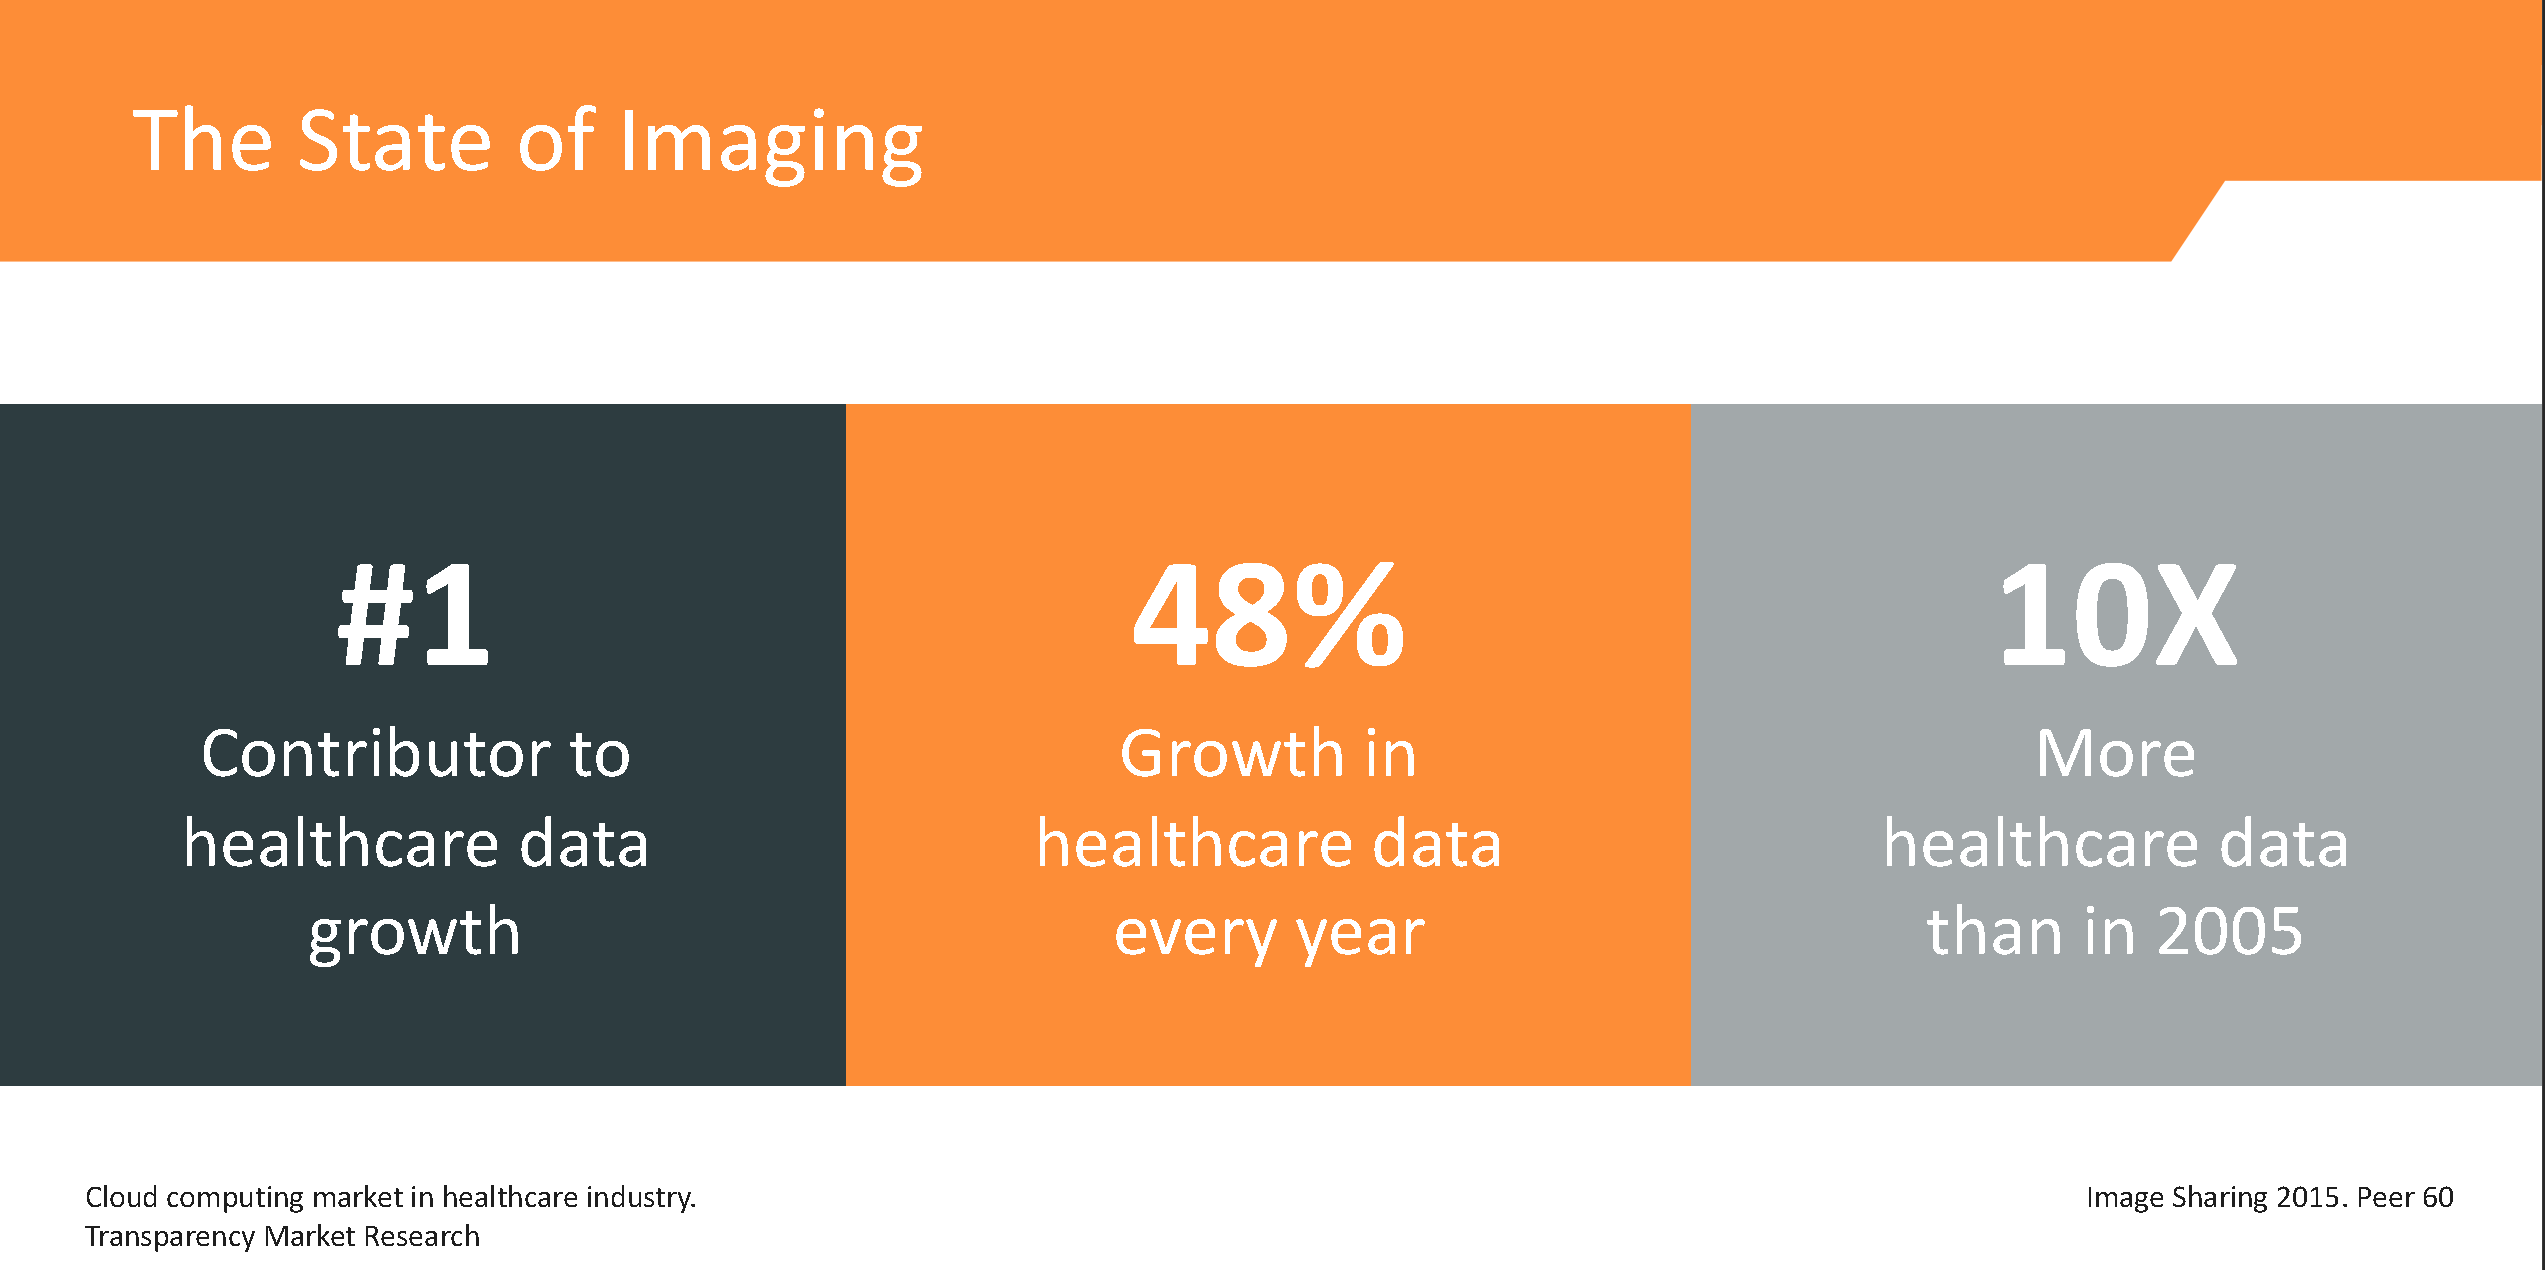 The State of Imaging
#1
Contributor to
healthcare data
growth
48%
Growth in
healthcare data
every year
10X
More
healthcare data
than in 2005
Cloud computing market in healthcare industry.
Transparency Market Research
Image Sharing 2015. Peer 60